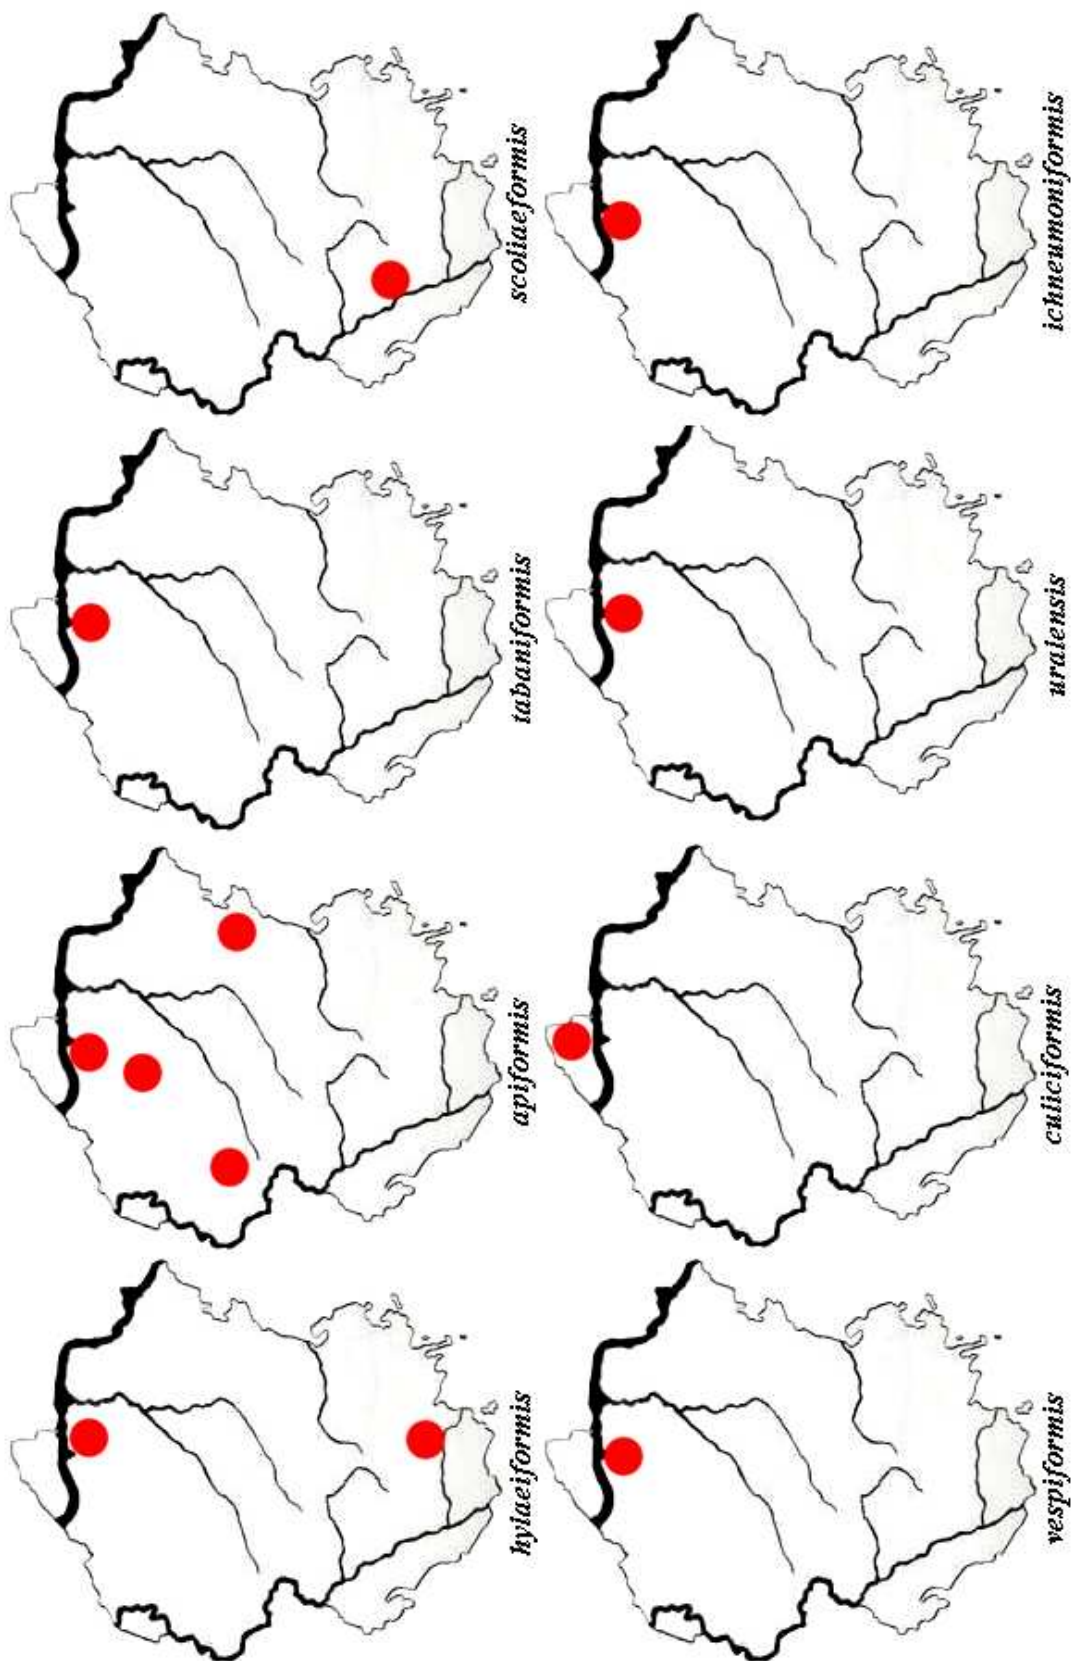 hylaeiformis
apiformis
tabaniformis
scoliaeformis
vespiformis
culiciformis
uralensis
ichneumoniformis